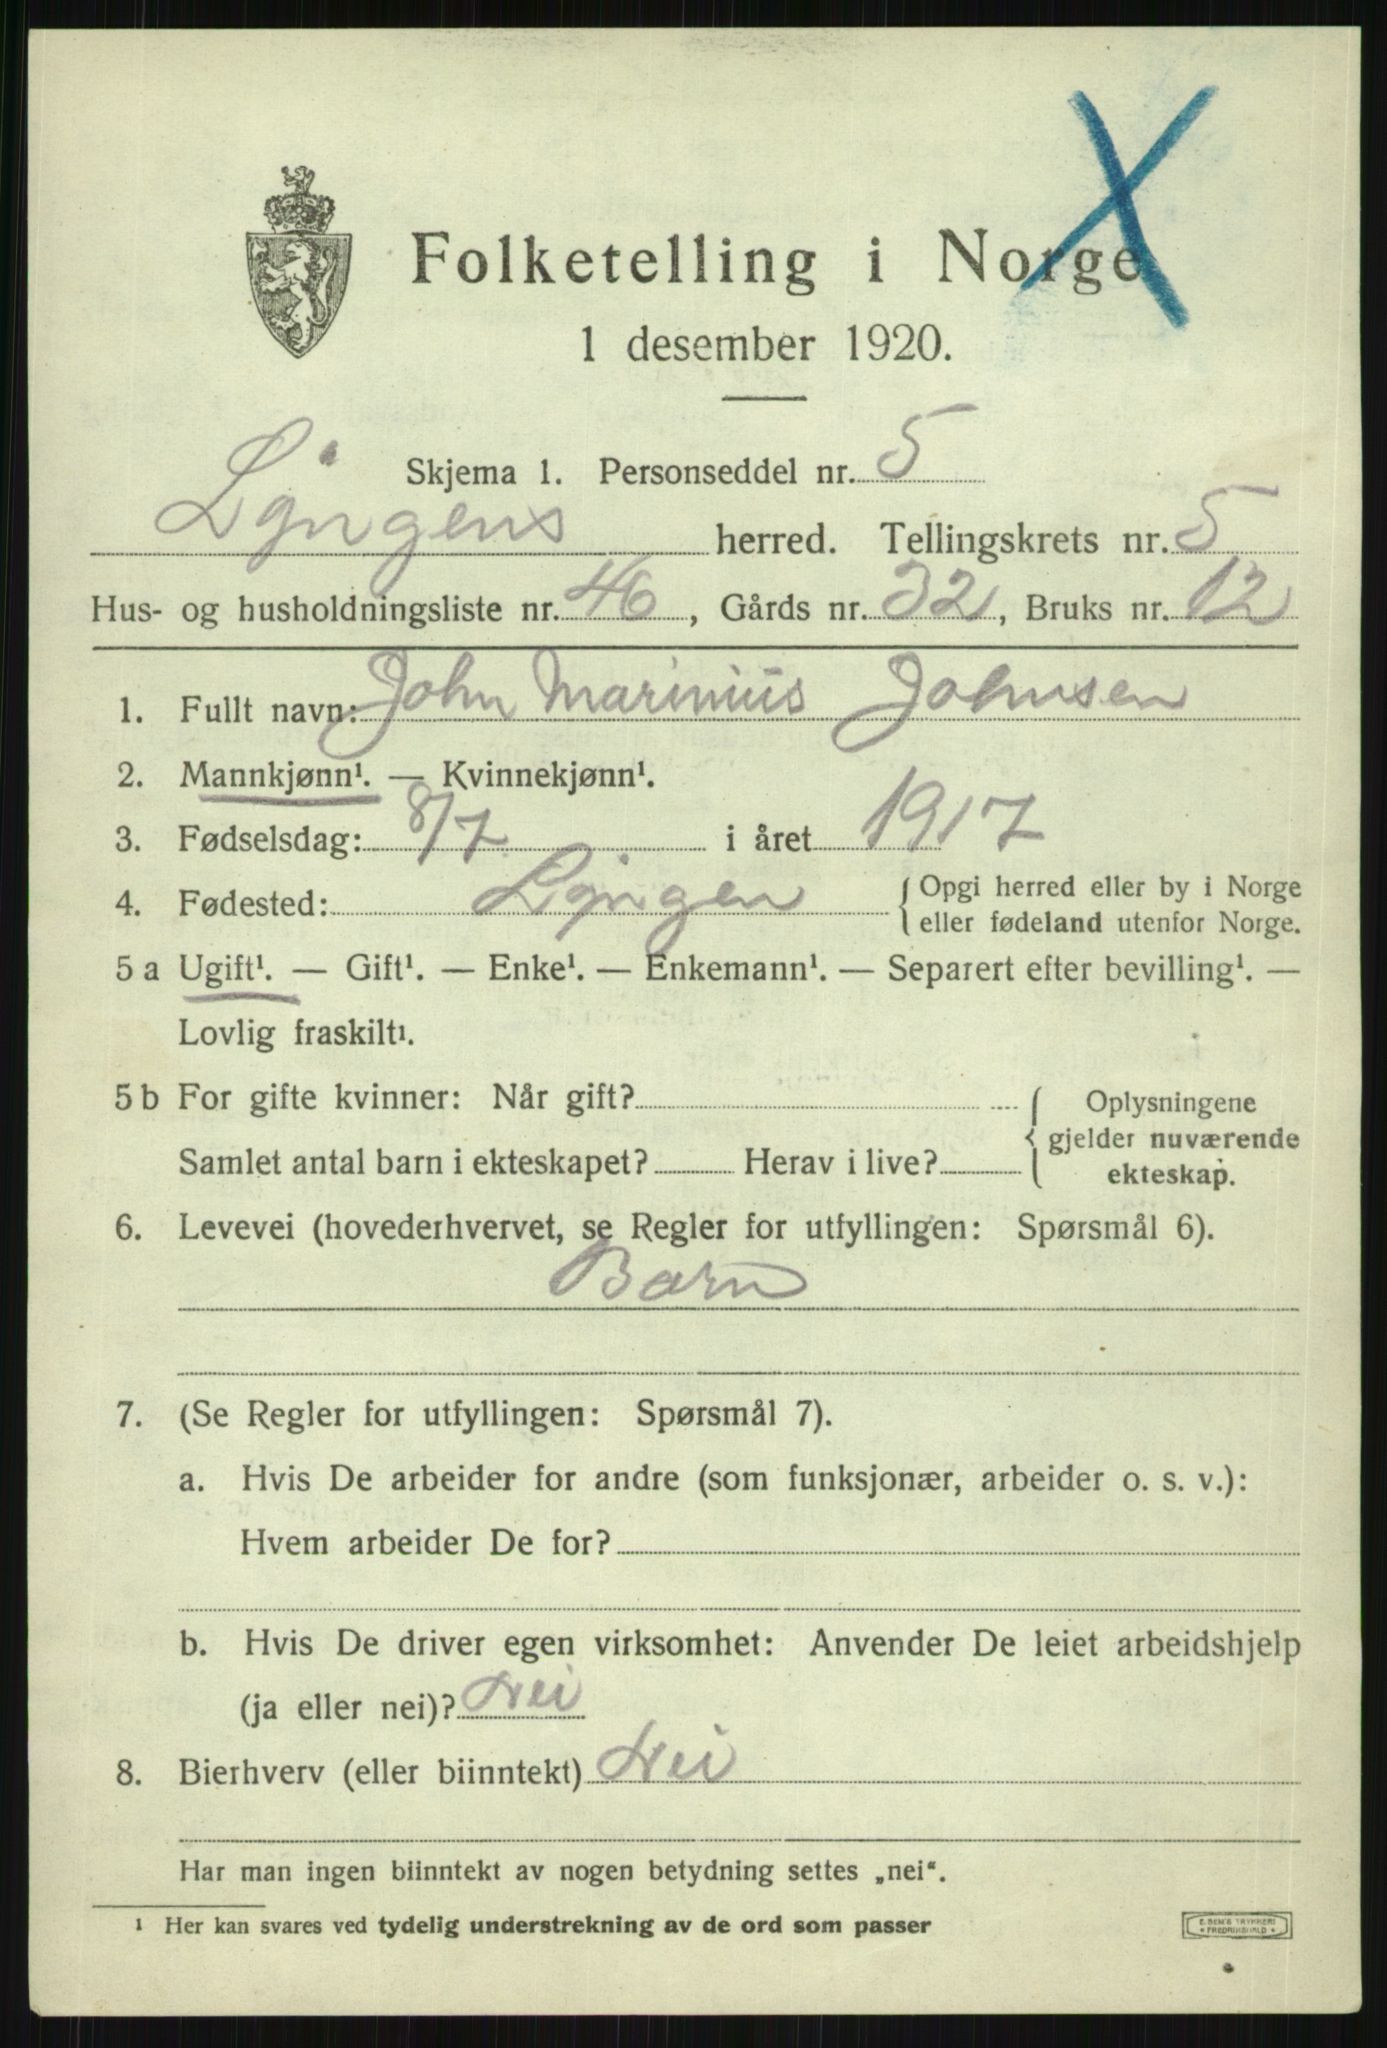 Folketelling i Norge
1 desember 1920.
Skjema 1. Personseddel nr. 5
Lyngens herred. Tellingskrets nr. 5
Hus- og husholdningsliste nr. 46, Gårds nr. 32, Bruks nr. 12
1. Fullt navn: John Marinius Johnsen
2. Mannkjønn¹. — Kvinnekjønn¹.
3. Fødselsdag: 8/7 i året 1917
4. Fødested: Lyngen { Opgi herred eller by i Norge
eller fødeland utenfor Norge.
5 a Ugift¹. — Gift¹. — Enke¹. — Enkemann¹. — Separert efter bevilling¹. —
Lovlig fraskilt¹.
5 b For gifte kvinner: Når gift? { Oplysningene
gjelder nuværende
Samlet antal barn i ekteskapet? Herav i live? ekteskap.
6. Levevei (hovederhvervet, se Regler for utfyllingen: Spørsmål 6).
Barn
7. (Se Regler for utfyllingen: Spørsmål 7).
a. Hvis De arbeider for andre (som funksjonær, arbeider o. s. v.):
Hvem arbeider De for?
b. Hvis De driver egen virksomhet: Anvender De leiet arbeidshjelp
(ja eller nei)? Nei
8. Bierhverv (eller biinntekt) Nei
Har man ingen biinntekt av nogen betydning settes „nei“.
¹ Her kan svares ved tydelig understrekning av de ord som passer
E. SEM'S TRYKKERI
FREDRIKSHALD